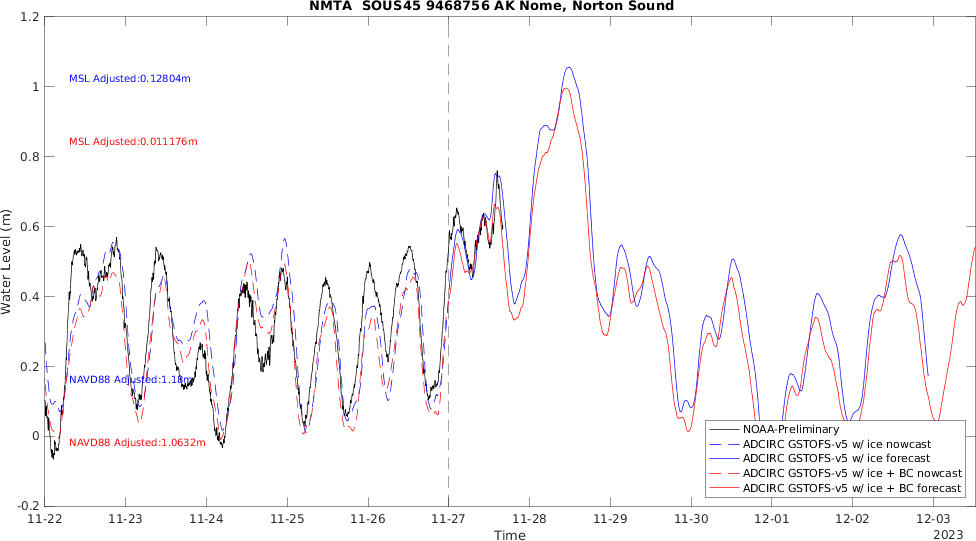 NMTA SOUS45 9468756 AK Nome, Norton Sound
1.2
1
0.8
0.6
0.4
0.2
0
-0.2
Water Level (m)
MSL Adjusted:0.12804m
MSL Adjusted:0.011176m
NAVD88 Adjusted:1.18m
NAVD88 Adjusted:1.0632m
NOAA-Preliminary
ADCIRC GSTOFS-v5 w/ ice nowcast
ADCIRC GSTOFS-v5 w/ ice forecast
ADCIRC GSTOFS-v5 w/ ice + BC nowcast
ADCIRC GSTOFS-v5 w/ ice + BC forecast
11-22 11-23 11-24 11-25 11-26 11-27 11-28 11-29 11-30 12-01 12-02 12-03
Time
2023